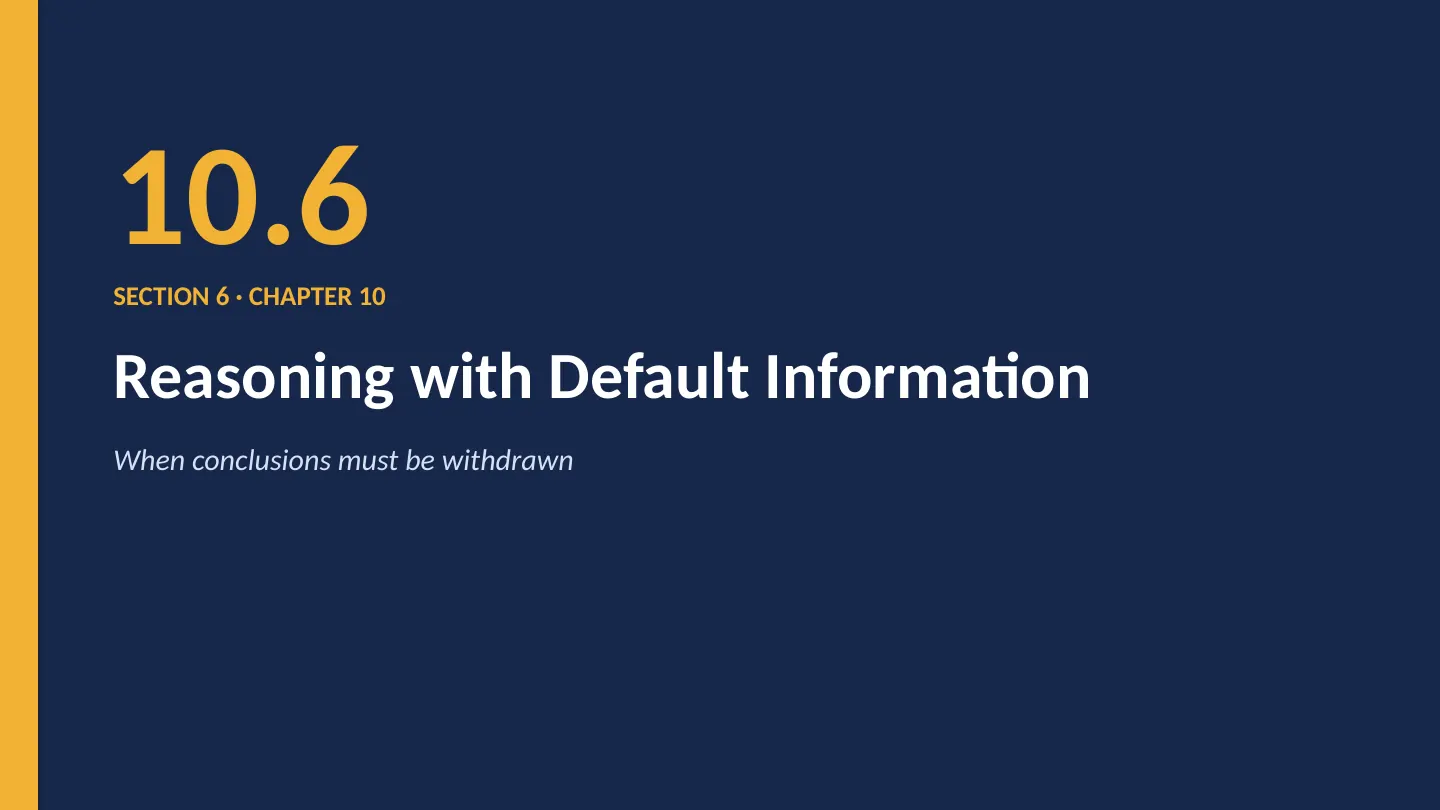 10.6
SECTION 6 · CHAPTER 10
Reasoning with Default Information
When conclusions must be withdrawn